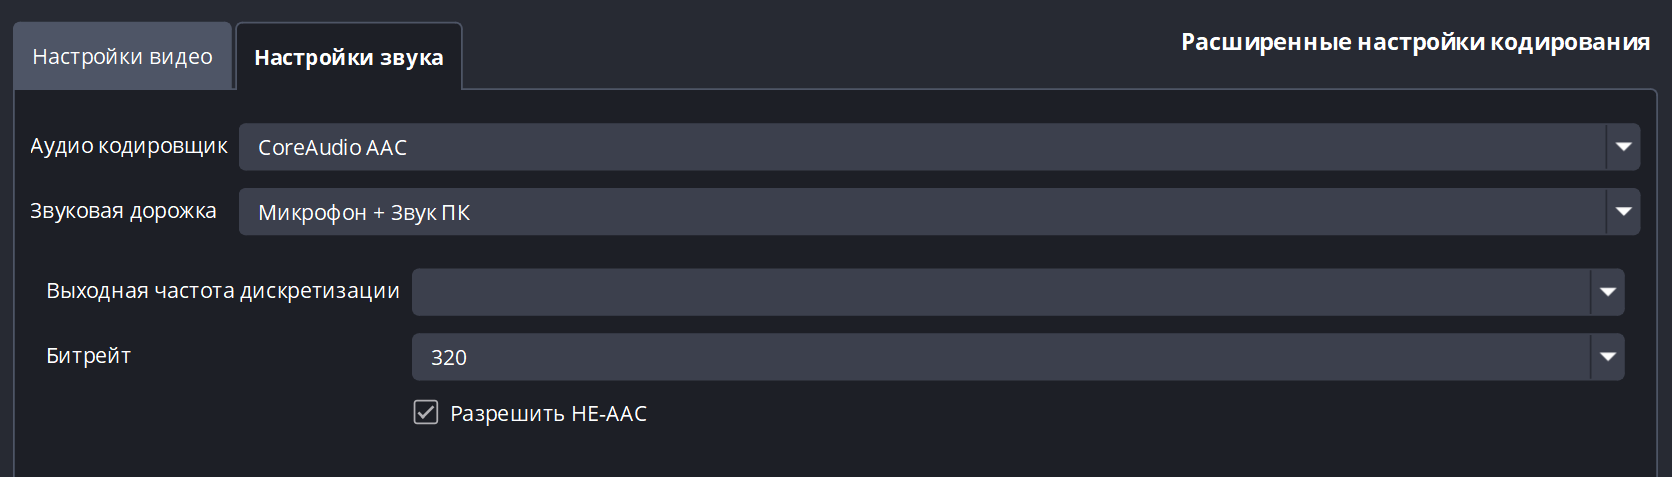 Настройки видео
Настройки звука
Расширенные настройки кодирования
Аудио кодировщик
CoreAudio AAC
Звуковая дорожка
Микрофон + Звук ПК
Выходная частота дискретизации
Битрейт
320
Разрешить HE-AAC